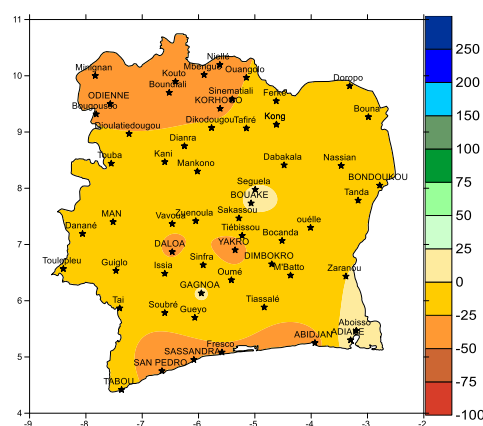 11
10
9
8
7
6
5
4
-9
-8
-7
-6
-5
-4
-3
-2
Minignan
Niellé
Mbengué
Ouangolo
Kouto
Boundiali
ODIENNE
Sinematiali
Ferké
Doropo
KORHOGO
Bougousso
Bouna
Dioulatiedougou
Dikodougou
Tafiré
Kong
Dianra
Touba
Kani
Mankono
Dabakala
Nassian
BONDOUKOU
Seguela
BOUAKE
Tanda
Danané
MAN
Vavoua
Zuenoula
Sakassou
ouélle
Tiébissou
Bocanda
DALOA
YAKRO
Toulepleu
Guiglo
Issia
Sinfra
Oumé
DIMBOKRO
M'Batto
Zaranou
GAGNOA
Tai
Soubré
Gueyo
Tiassalé
Aboisso
ADIAKE
ABIDJAN
Fresco
SASSANDRA
SAN PEDRO
TABOU
250
200
150
100
75
50
25
0
-25
-50
-75
-100